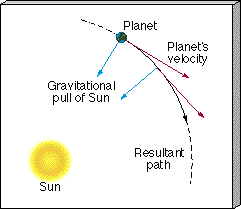 Planet
Planet's
velocity
Gravitational
pull of Sun
Resultant
path
Sun